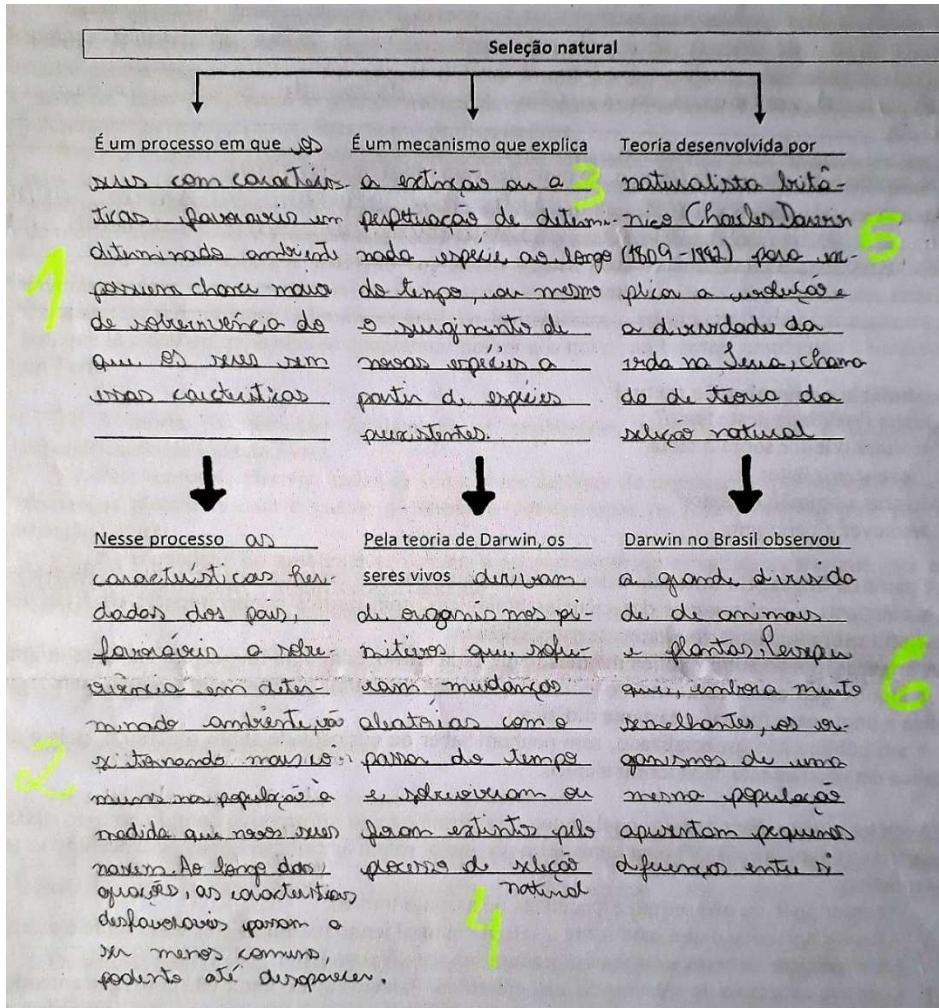 Seleção natural
É um processo em que os
seres com caracterís-
ticas favoráveis em
determinado ambiente
possuem chance maior
de sobrevivência do
que os seres sem
essas características
1
É um mecanismo que explica
a extinção ou a
perpetuação de determi-
nada espécie ao longo
do tempo, ou mesmo
o surgimento de
novas espécies a
partir de espécies
preexistentes.
3
Teoria desenvolvida por
naturalista britâ-
nico Charles Darwin
(1809-1882) para ex-
plicar a evolução e
a diversidade da
vida na Terra, chama
da de teoria da
seleção natural
5
Nesse processo as
características her-
dadas dos pais,
favoráveis a sobre-
vivência em deter-
minado ambiente, vão
se tornando mais co-
muns na população à
medida que novos seres
nascem. Ao longo das
gerações, as características
desfavoráveis passam a
ser menos comuns,
podento até desaparecer.
2
Pela teoria de Darwin, os
seres vivos derivam
de organismos pri-
mitivos que sofre-
ram mudanças
aleatórias com o
passar do tempo
e sobreviveram ou
foram extintos pelo
processo de seleção
natural
4
Darwin no Brasil observou
a grande diversida
de de animais
e plantas. Percebeu
que, embora muito
semelhantes, os or-
ganismos de uma
mesma população
apresentam pequenas
diferenças entre si
6